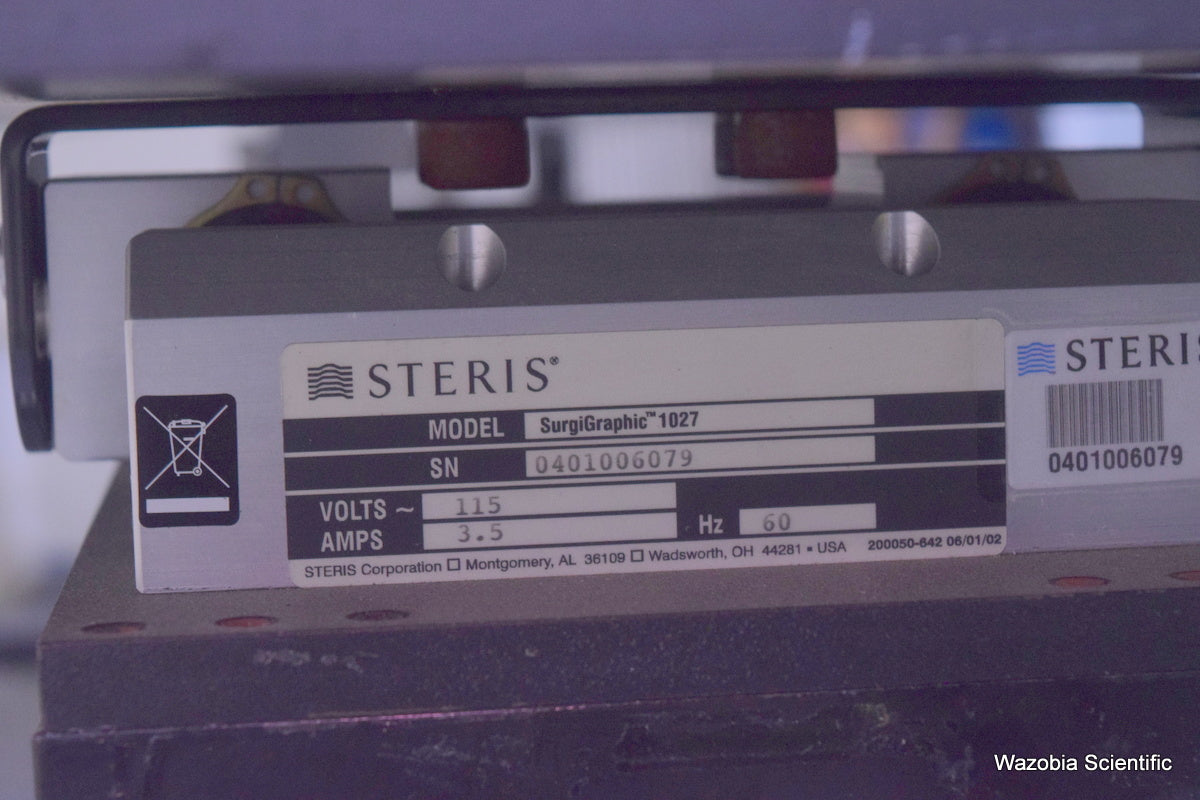 STERIS®
MODEL SurgiGraphic™ 1027
SN 0401006079
VOLTS ~ 115
AMPS 3.5 Hz 60
STERIS Corporation □ Montgomery, AL 36109 □ Wadsworth, OH 44281 ▪ USA 200050-642 06/01/02
STERIS
0401006079
Wazobia Scientific